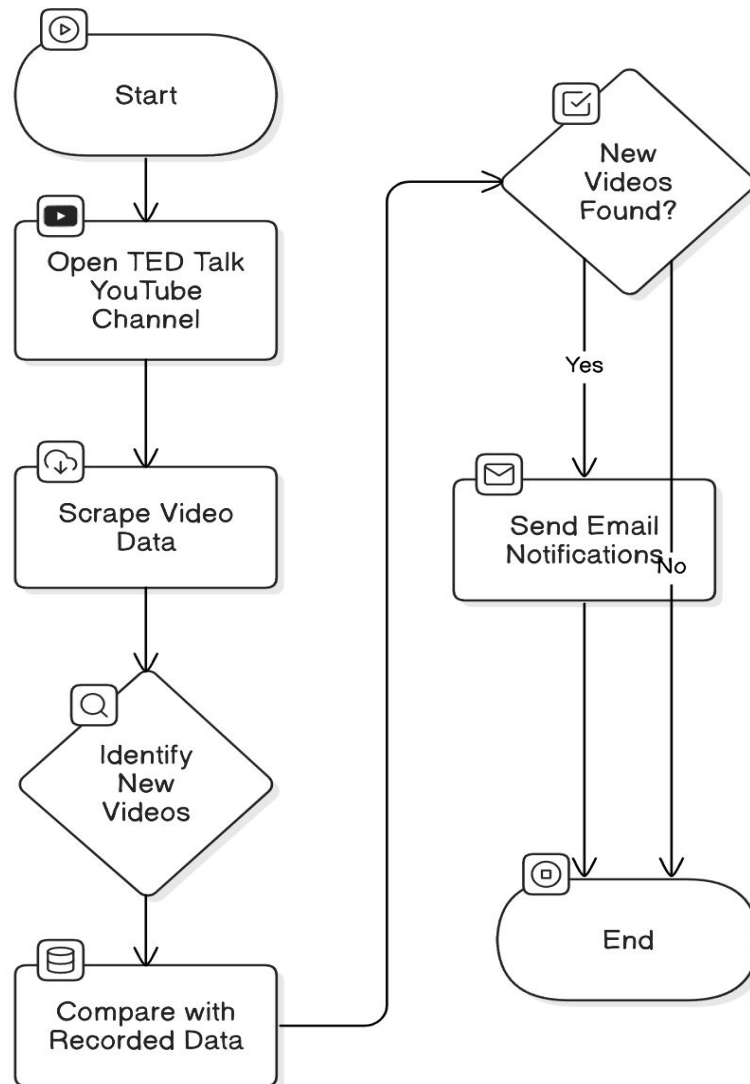 Start
Open TED Talk
YouTube
Channel
Scrape Video
Data
Identify
New
Videos
Compare with
Recorded Data
New
Videos
Found?
Yes
Send Email
Notifications
No
End